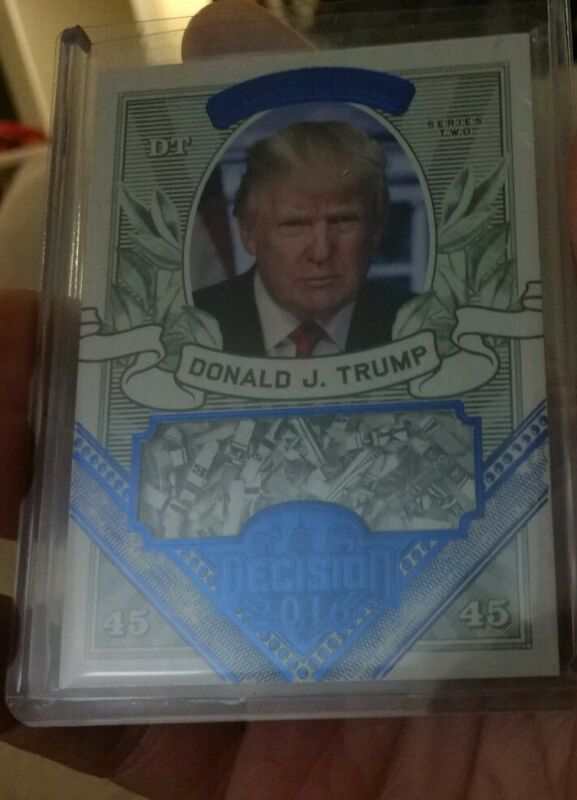 DT
SERIES
TWO
DONALD J. TRUMP
DECISION
2016
45
45